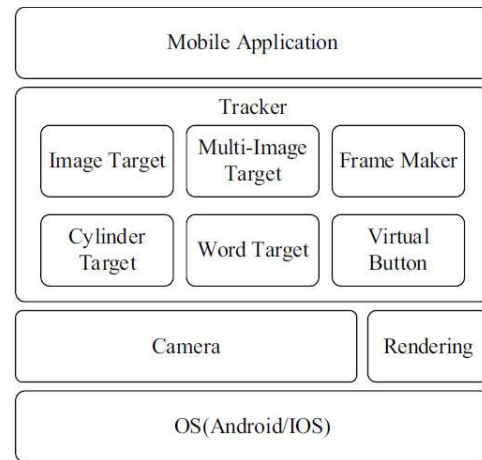 Mobile Application
Tracker
Image Target
Multi-Image
Target
Frame Maker
Cylinder
Target
Word Target
Virtual
Button
Camera
Rendering
OS(Android/IOS)